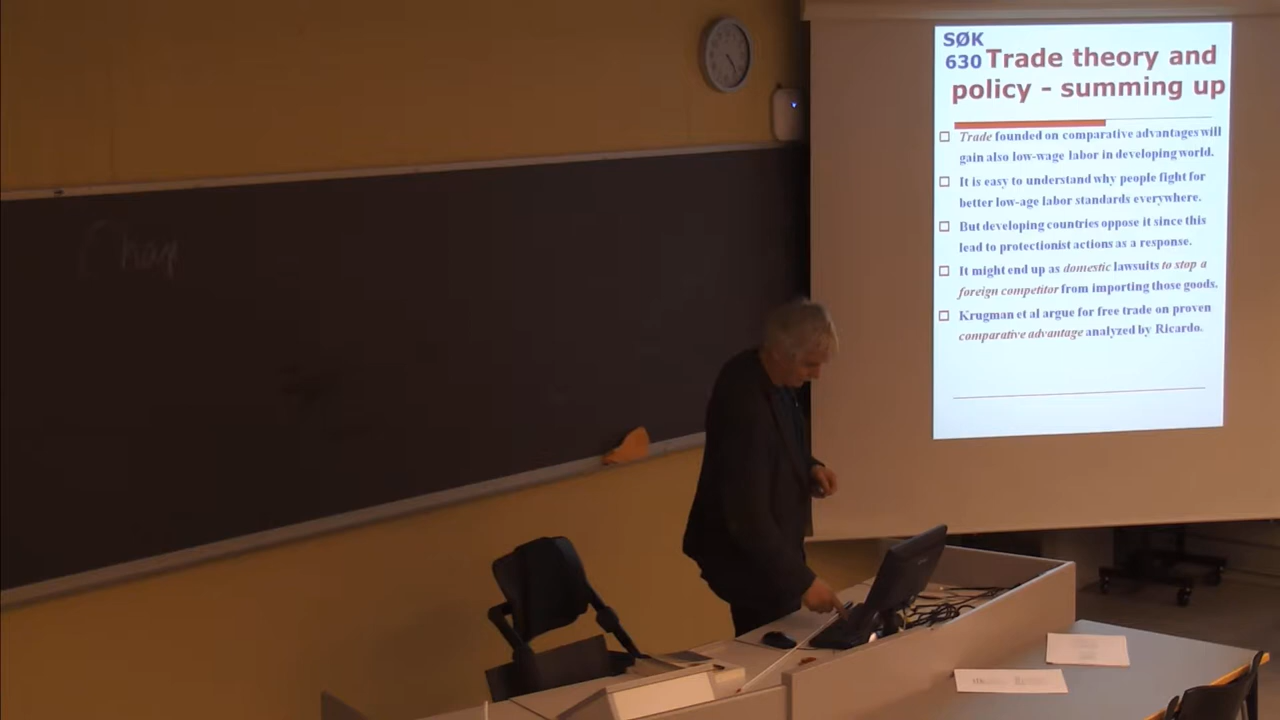 SØK
630 Trade theory and
policy - summing up
Trade founded on comparative advantages will
gain also low-wage labor in developing world.
It is easy to understand why people fight for
better low-age labor standards everywhere.
But developing countries oppose it since this
lead to protectionist actions as a response.
It might end up as domestic lawsuits to stop a
foreign competitor from importing those goods.
Krugman et al argue for free trade on proven
comparative advantage analyzed by Ricardo.